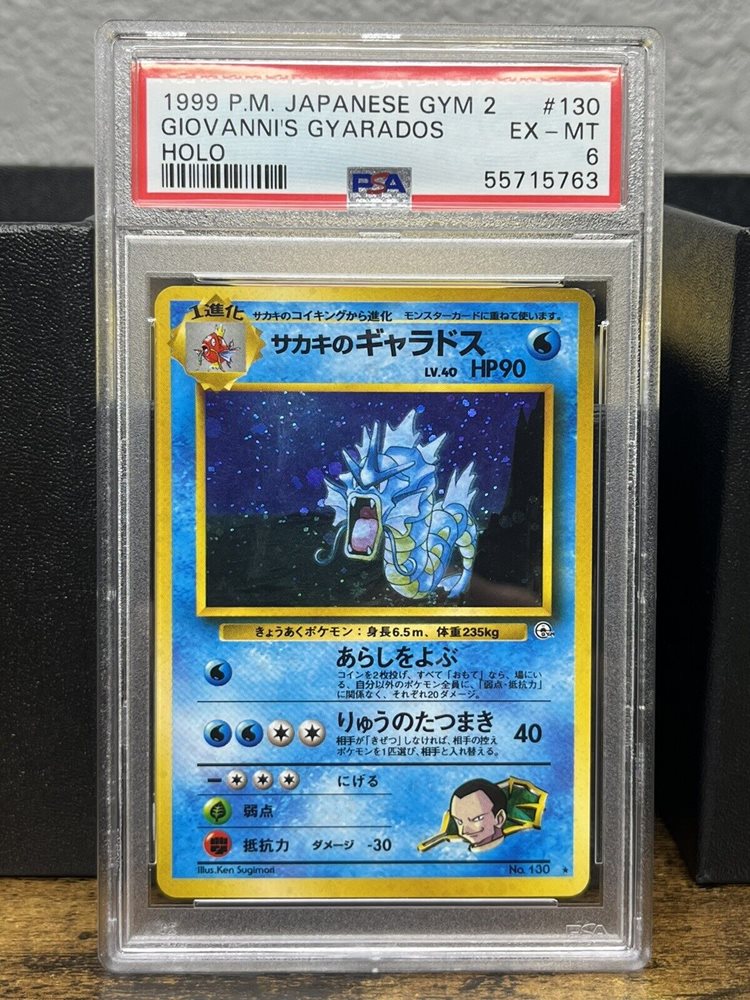 1999 P.M. JAPANESE GYM 2 #130
GIOVANNI'S GYARADOS EX-MT
HOLO 6
PSA 55715763
1進化 サカキのコイキングから進化 モンスターカードに重ねて使います。
サカキのギャラドス
LV.40 HP90
きょうあくポケモン：身長6.5m、体重235kg
あらしをよぶ
コインを2枚投げ、すべて「おもて」なら、場にい
る、自分以外のポケモン全員に、「弱点・抵抗力」
に関係なく、それぞれ20ダメージ。
りゅうのたつまき 40
相手が「きぜつ」しなければ、相手の控え
ポケモンを1匹選び、相手と入れ替える。
にげる
弱点
抵抗力 ダメージ -30
Illus.Ken Sugimori No.130 ★
PSA